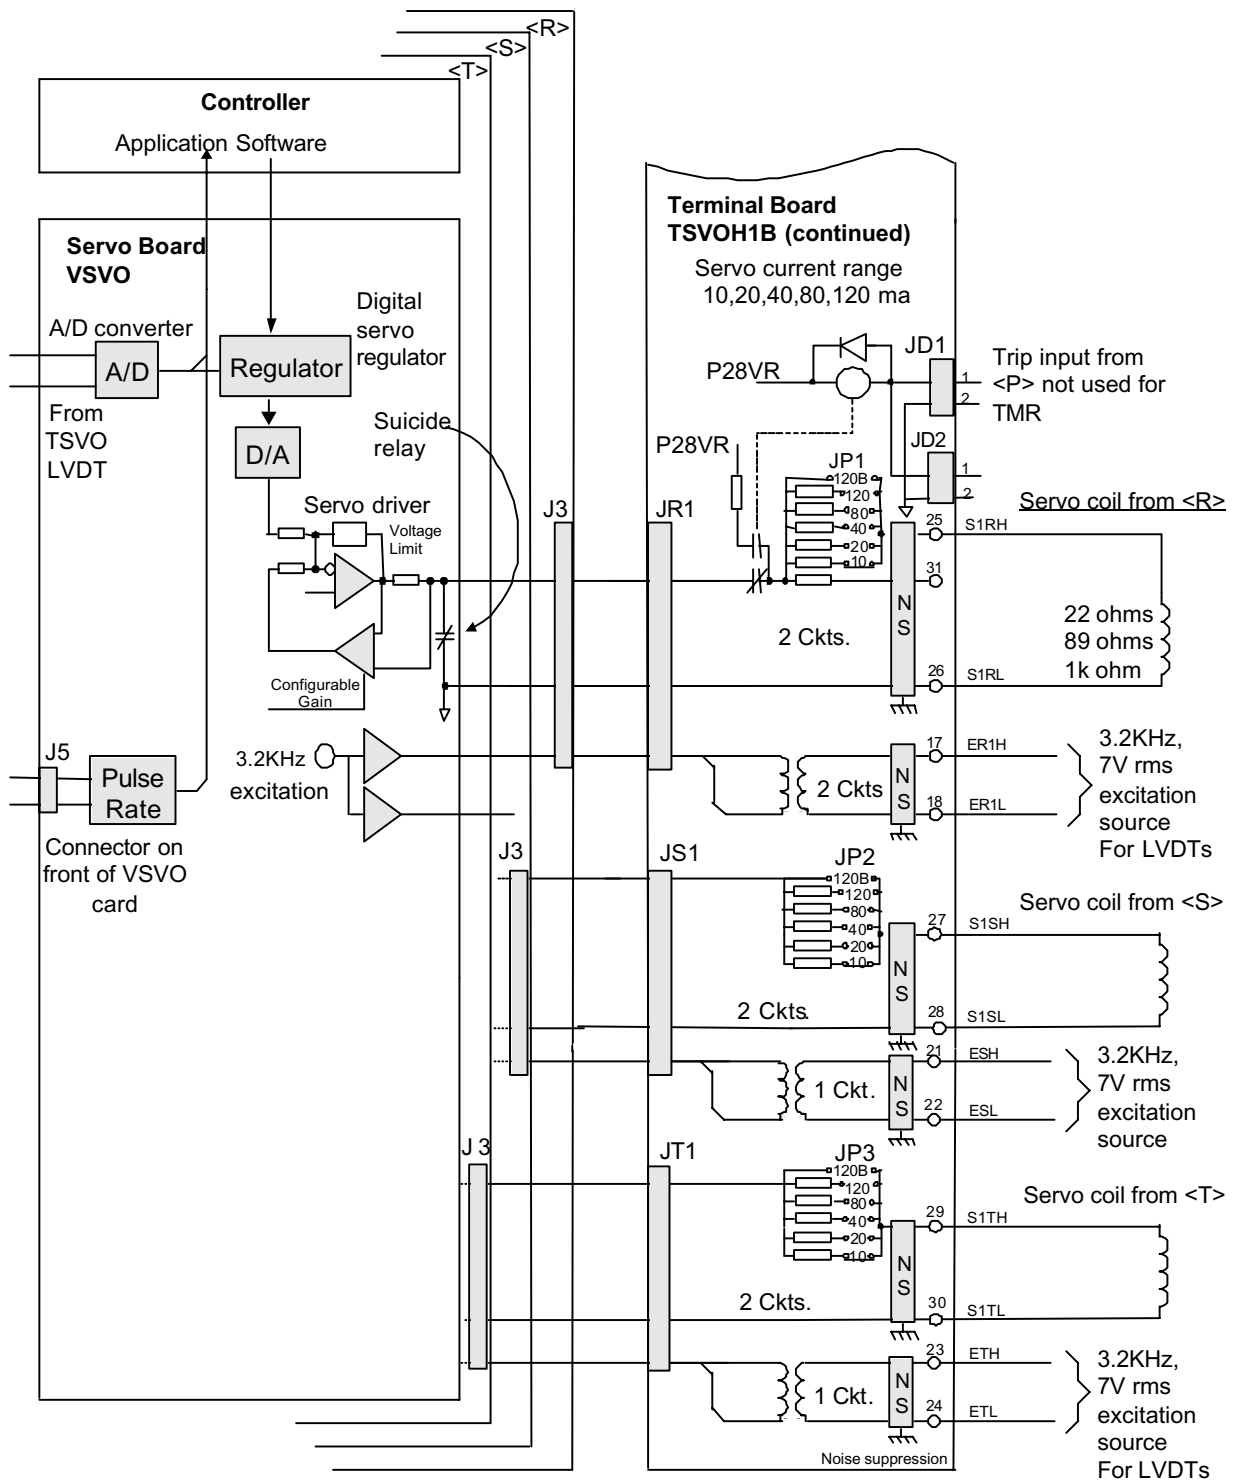 <R>
<S>
<T>
Controller
Application Software
Servo Board
VSVO
A/D converter
A/D
From
TSVO
LVDT
Regulator
Digital
servo
regulator
D/A
Suicide
relay
Servo driver
Voltage
Limit
Configurable
Gain
3.2KHz
excitation
J5
Pulse
Rate
Connector on
front of VSVO
card
J3
J3
J 3
Terminal Board
TSVOH1B (continued)
Servo current range
10,20,40,80,120 ma
P28VR
P28VR
JD1
1
2
Trip input from
<P> not used for
TMR
JD2
1
2
JR1
JP1
120B
120
80
40
20
10
N
S
2 Ckts.
25
S1RH
31
26
S1RL
Servo coil from <R>
22 ohms
89 ohms
1k ohm
2 Ckts
N
S
17
ER1H
18
ER1L
3.2KHz,
7V rms
excitation
source
For LVDTs
JS1
JP2
120B
120
80
40
20
10
N
S
2 Ckts.
27
S1SH
28
S1SL
Servo coil from <S>
1 Ckt.
N
S
21
ESH
22
ESL
3.2KHz,
7V rms
excitation
source
JT1
JP3
120B
120
80
40
20
10
N
S
2 Ckts.
29
S1TH
30
S1TL
Servo coil from <T>
1 Ckt.
N
S
23
ETH
24
ETL
3.2KHz,
7V rms
excitation
source
For LVDTs
Noise suppression